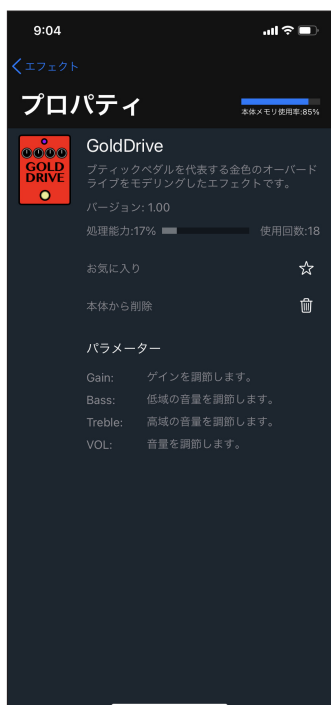 9:04
エフェクト
プロパティ
本体メモリ使用率:85%
GOLD
DRIVE
GoldDrive
ブティックペダルを代表する金色のオーバード
ライブをモデリングしたエフェクトです。
バージョン: 1.00
処理能力:17% 使用回数:18
お気に入り
本体から削除
パラメーター
Gain: ゲインを調節します。
Bass: 低域の音量を調節します。
Treble: 高域の音量を調節します。
VOL: 音量を調節します。